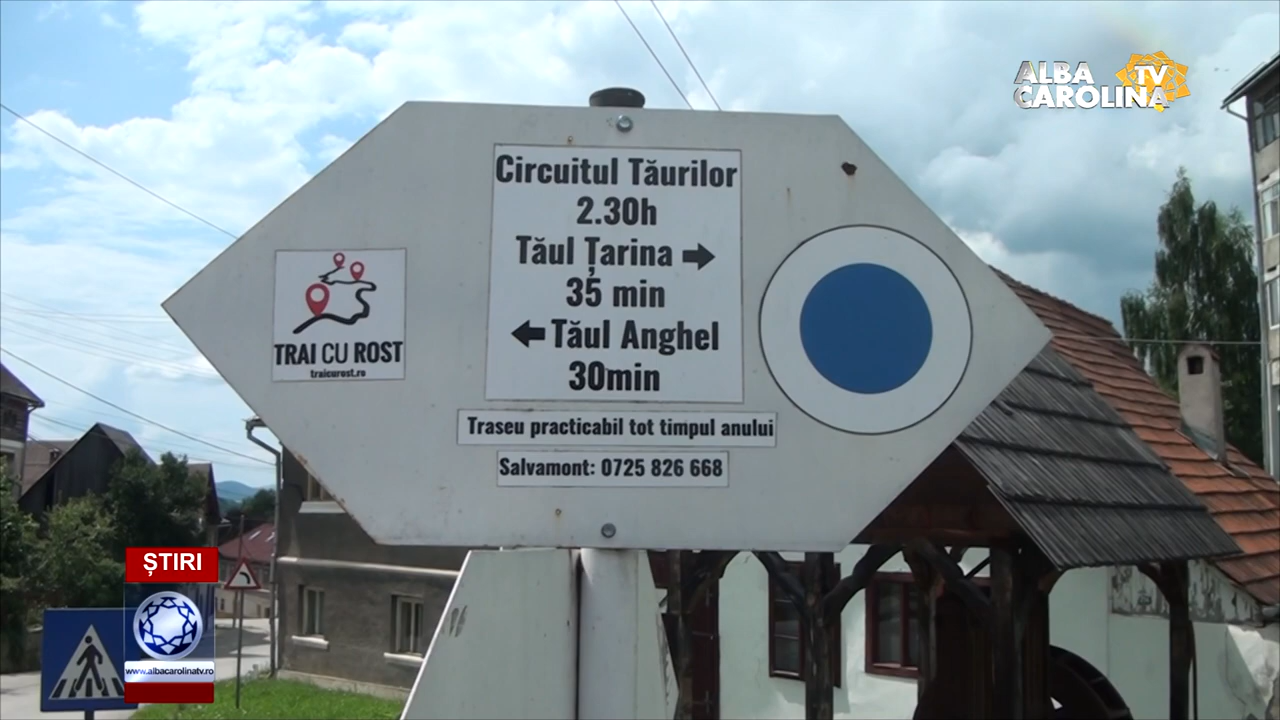 ALBA
CAROLINA TV
Circuitul Tăurilor
2.30h
Tăul Țarina
35 min
Tăul Anghel
30min
TRAI CU ROST
traicurost.ro
Traseu practicabil tot timpul anului
Salvamont: 0725 826 668
ȘTIRI
www.albacarolinatv.ro